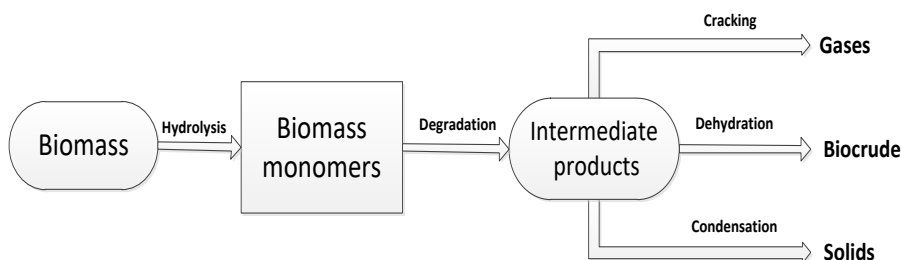 Cracking
Gases
Biomass
Hydrolysis
Biomass
monomers
Degradation
Intermediate
products
Dehydration
Biocrude
Condensation
Solids